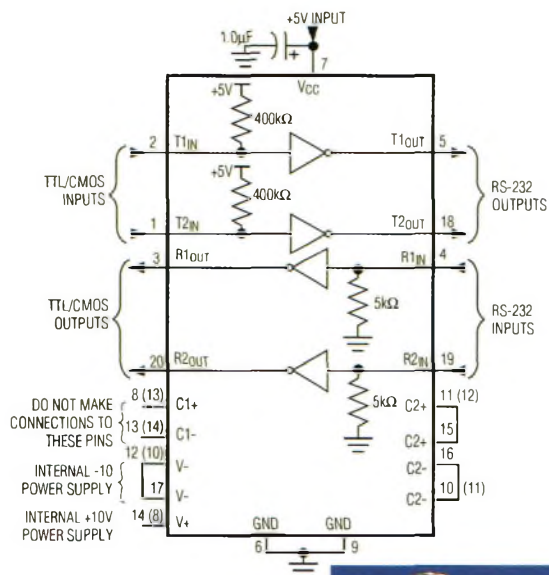 +5V INPUT
1.0µF
+
7
VCC
+5V
400kΩ
2
T1IN
T1OUT
5
+5V
400kΩ
TTL/CMOS
INPUTS
RS-232
OUTPUTS
1
T2IN
T2OUT
18
3
R1OUT
R1IN
4
5kΩ
TTL/CMOS
OUTPUTS
RS-232
INPUTS
20
R2OUT
R2IN
19
5kΩ
8 (13)
C1+
DO NOT MAKE
CONNECTIONS TO
THESE PINS
13 (14)
C1-
12 (10)
V-
INTERNAL -10
POWER SUPPLY
17
V-
INTERNAL +10V
POWER SUPPLY
14 (8)
V+
C2+
11 (12)
C2+
15
C2-
16
C2-
10 (11)
GND
GND
6
9